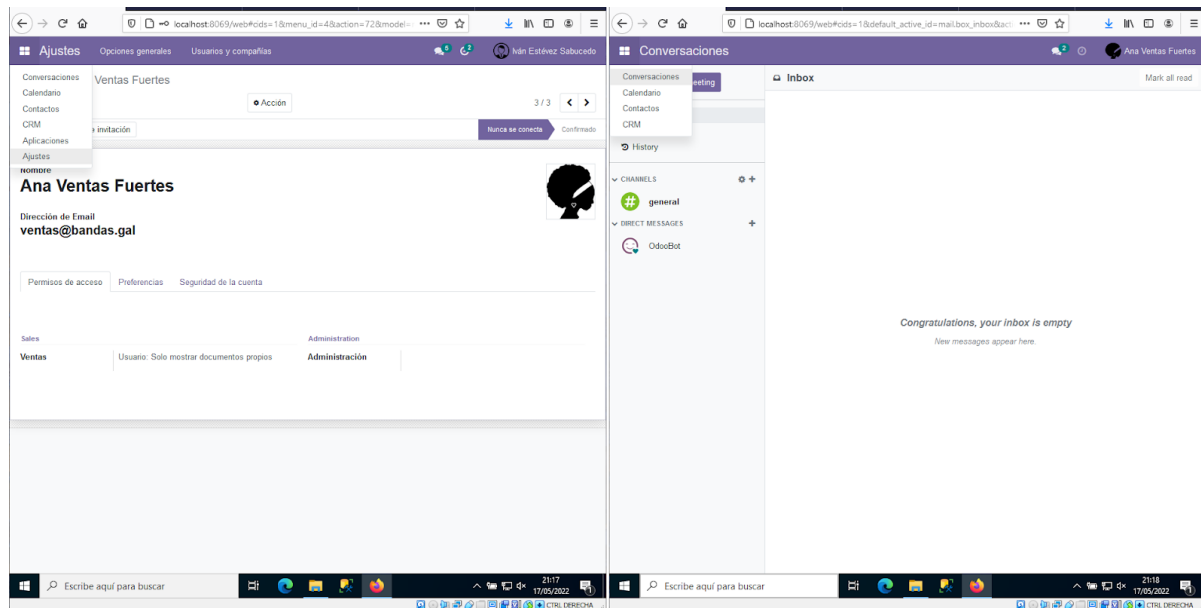 localhost:8069/web#cids=1&menu_id=4&action=72&model=
Ajustes Opciones generales Usuarios y compañías 5 2 Iván Estévez Sabucedo
Conversaciones
Calendario
Contactos
CRM
Aplicaciones
Ajustes
Ventas Fuertes
Acción
3 / 3
invitación
Nunca se conecta Confirmado
Nombre
Ana Ventas Fuertes
Dirección de Email
ventas@bandas.gal
Permisos de acceso Preferencias Seguridad de la cuenta
Sales Administration
Ventas Usuario: Solo mostrar documentos propios Administración
Escribe aquí para buscar
21:17
17/05/2022
1
CTRL DERECHA
localhost:8069/web#cids=1&default_active_id=mail.box_inbox&act
Conversaciones 2 Ana Ventas Fuertes
Conversaciones
Calendario
Contactos
CRM
eeting
Inbox Mark all read
History
CHANNELS
general
DIRECT MESSAGES
OdooBot
Congratulations, your inbox is empty
New messages appear here.
Escribe aquí para buscar
21:18
17/05/2022
1
CTRL DERECHA